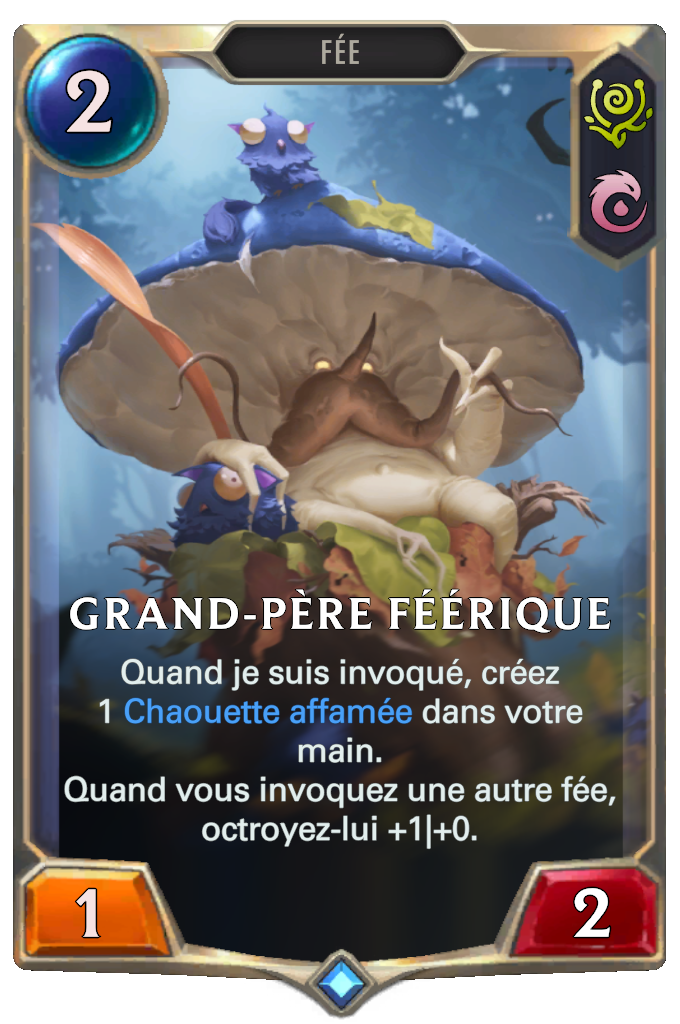 FÉE
2
GRAND-PÈRE FÉÉRIQUE
Quand je suis invoqué, créez
1 Chaouette affamée dans votre
main.
Quand vous invoquez une autre fée,
octroyez-lui +1|+0.
1
2